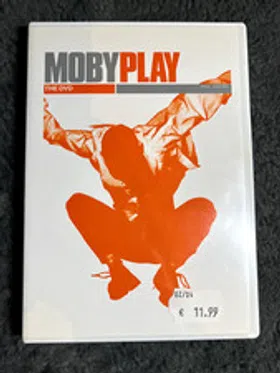 MOBYPLAY
THE DVD
02/04
€ 11.99